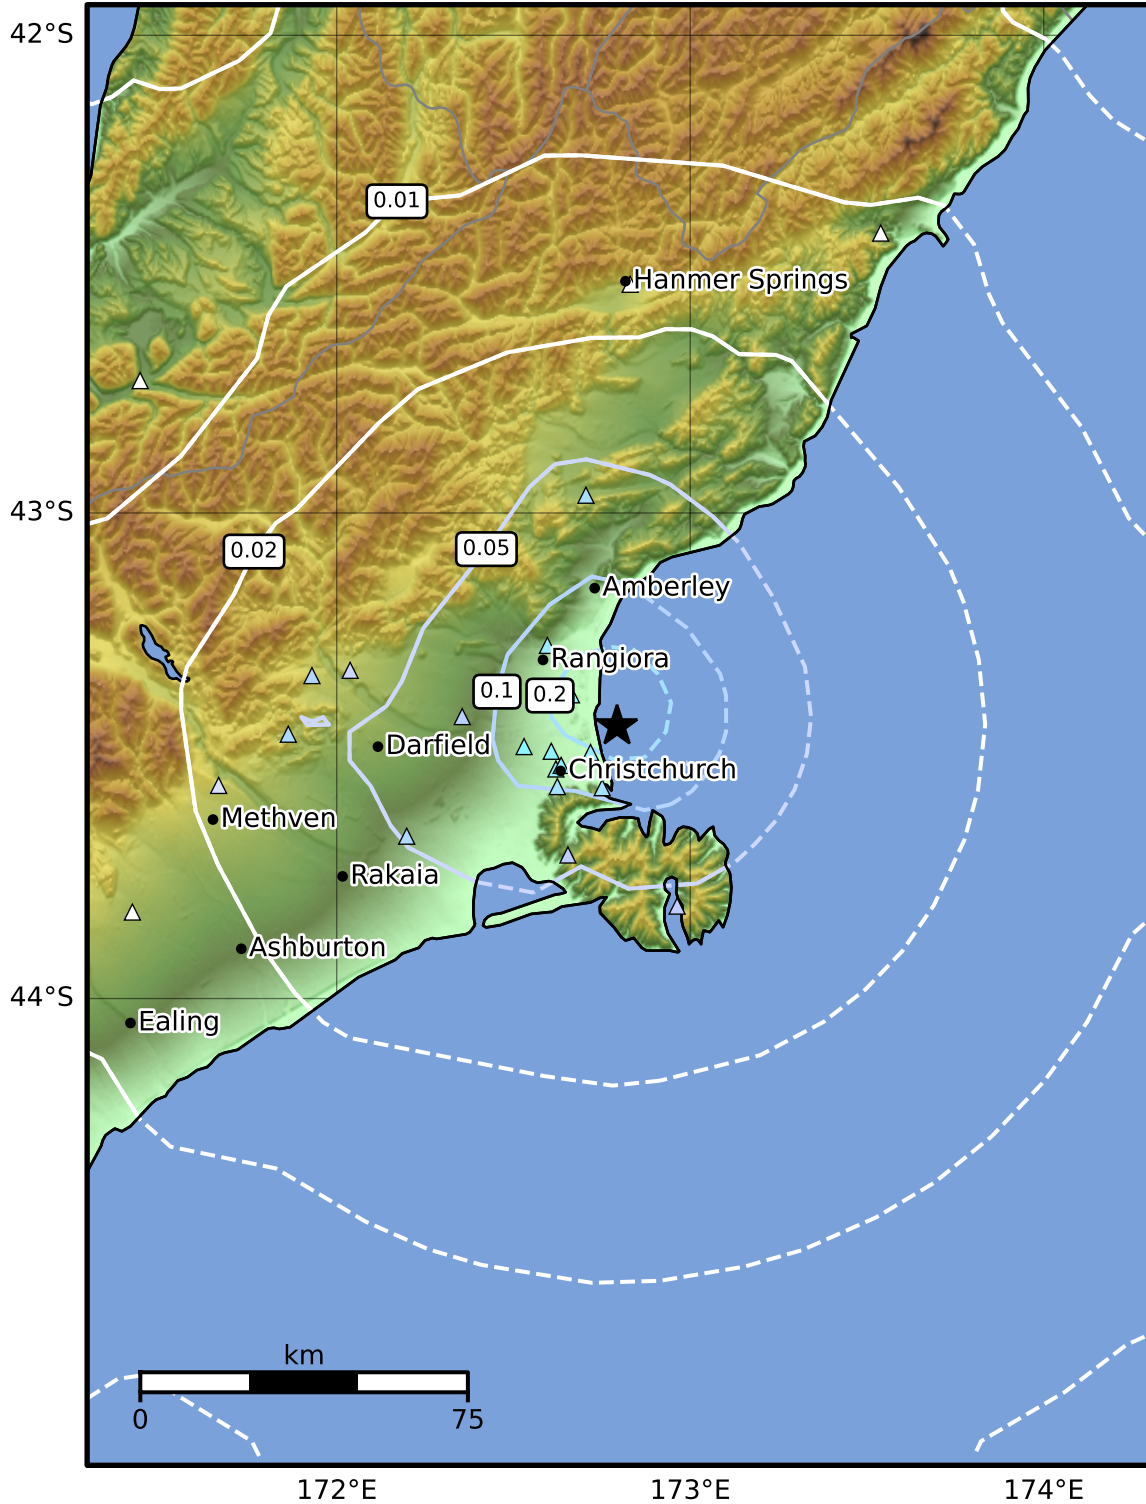 42°S
0.01
Hanmer Springs
43°S
0.02
0.05
Amberley
Rangiora
0.1
0.2
Darfield
Christchurch
Methven
Rakaia
Ashburton
44°S
Ealing
km
0 75
172°E 173°E 174°E